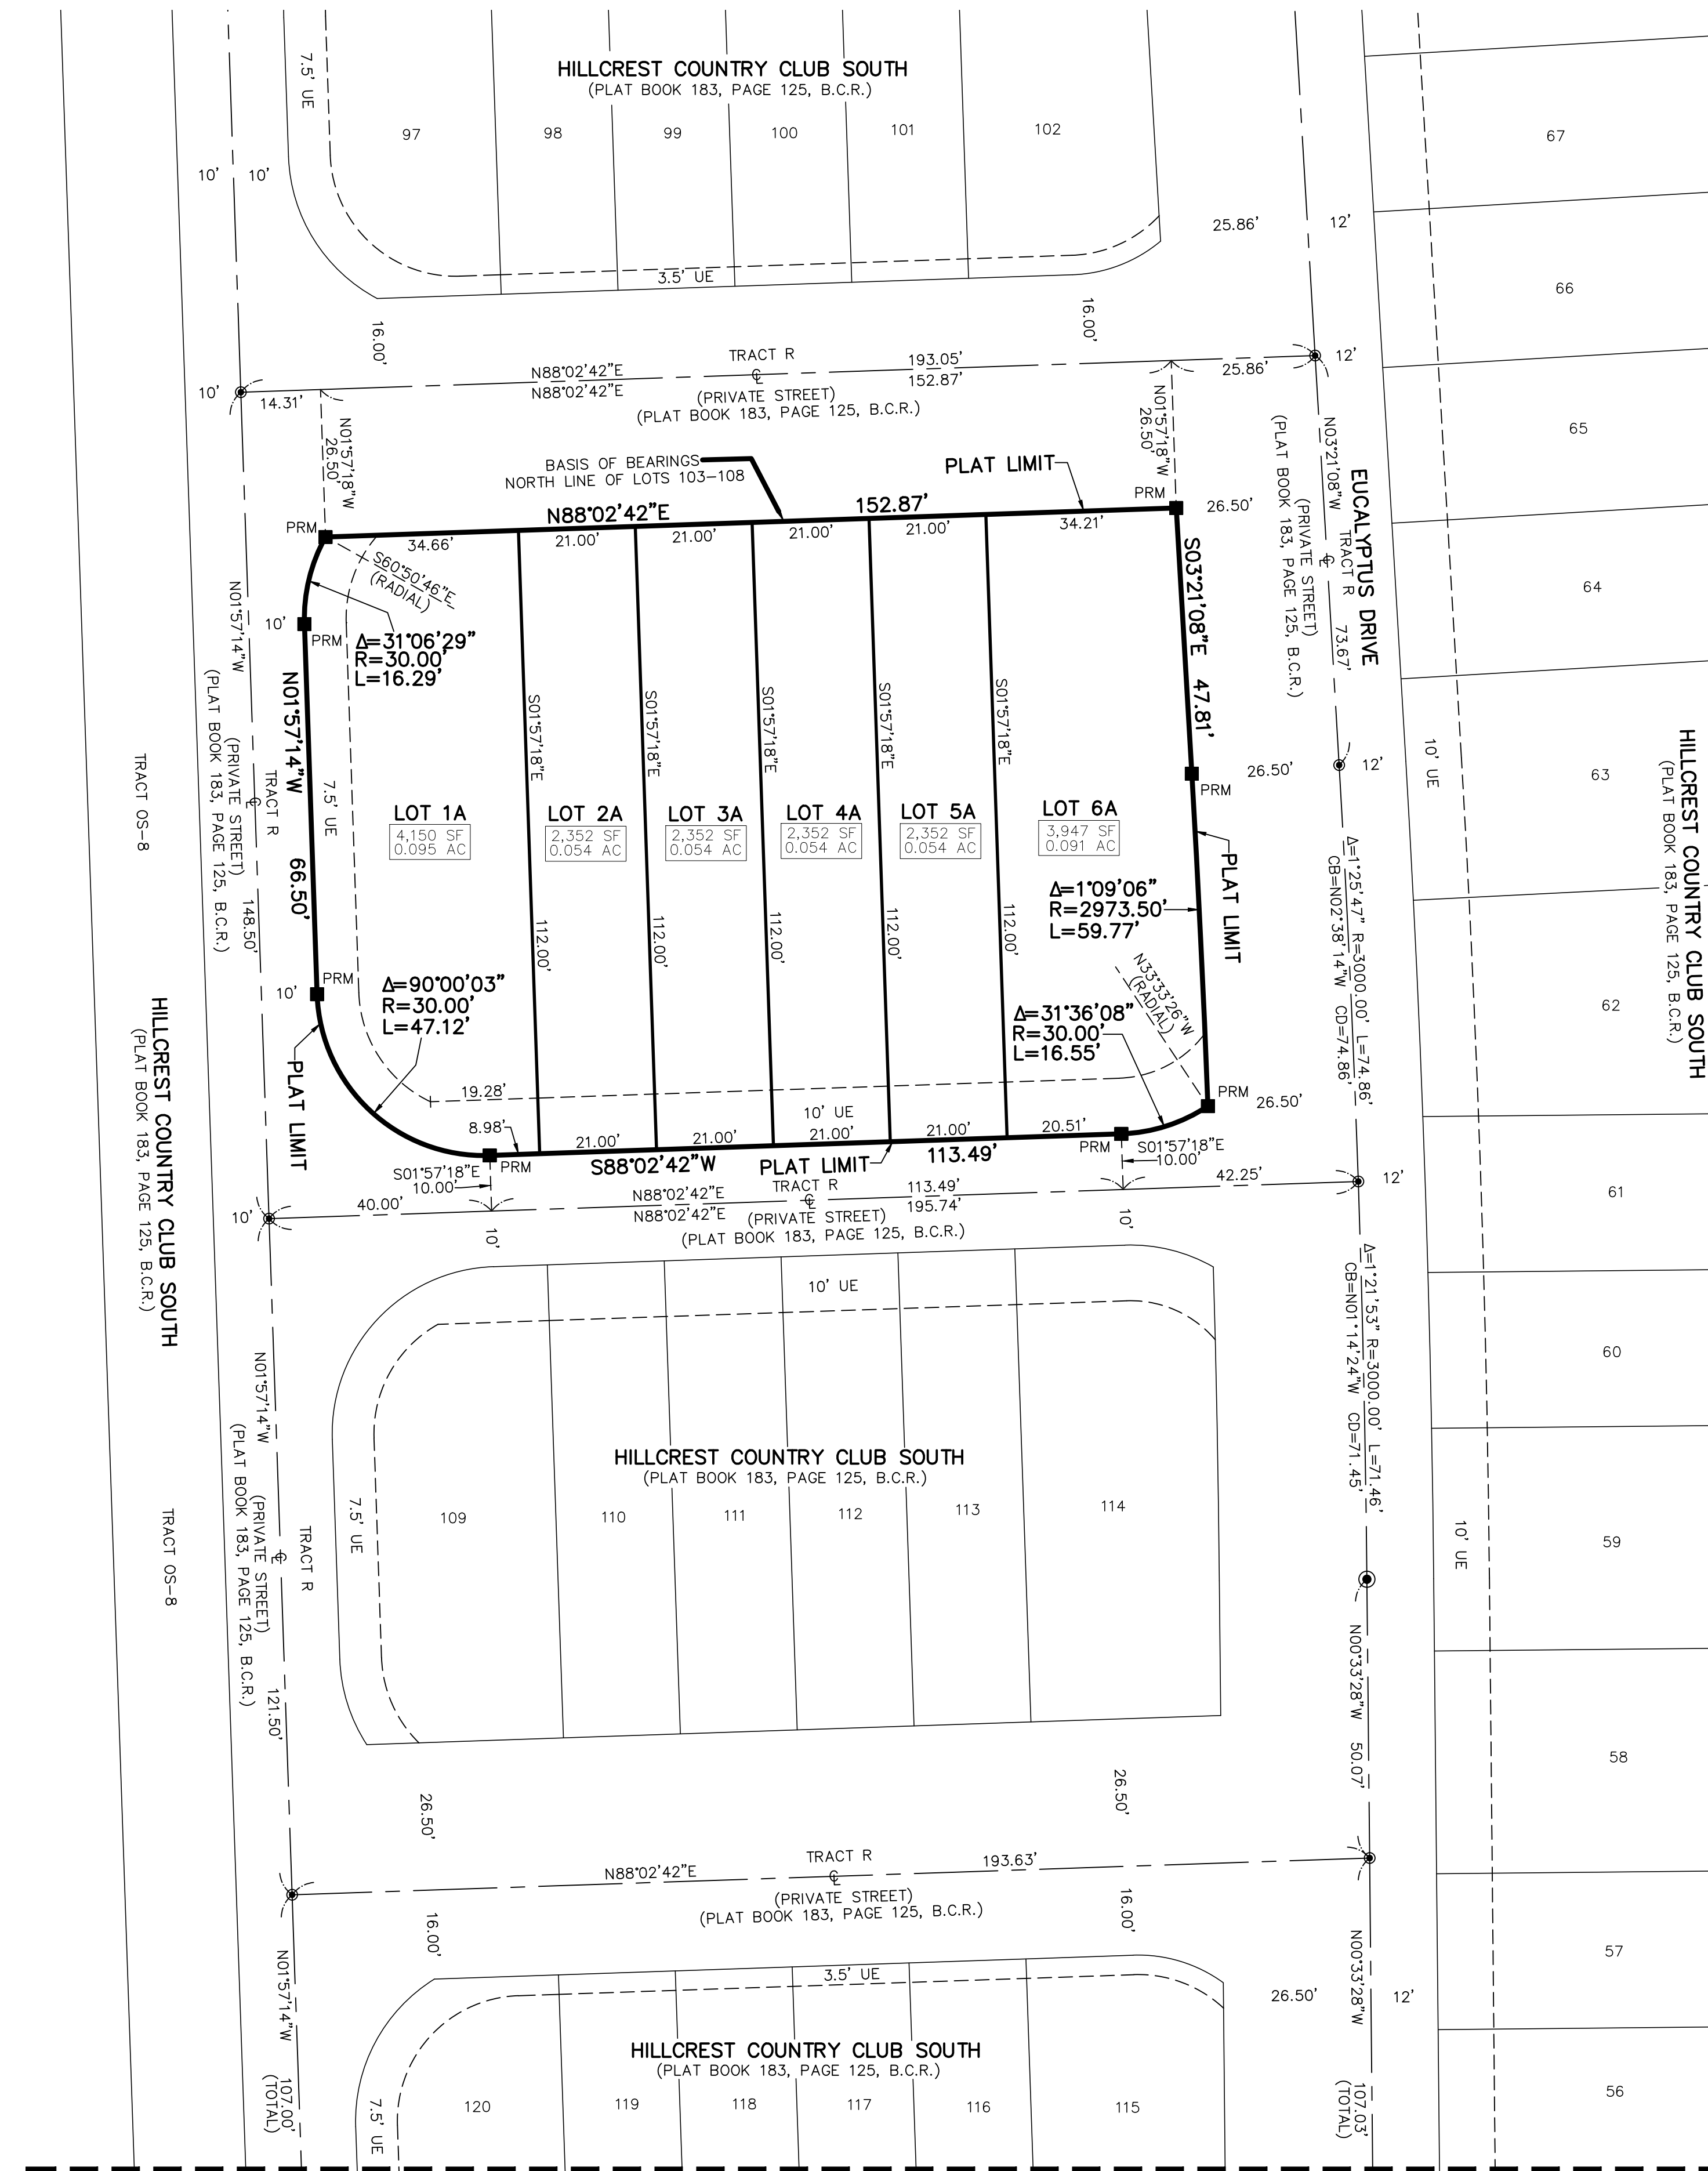 HILLCREST COUNTRY CLUB SOUTH
(PLAT BOOK 183, PAGE 125, B.C.R.)
7.5' UE
97
98
99
100
101
102
67
10'
10'
25.86'
12'
3.5' UE
66
16.00'
16.00'
TRACT R
193.05'
N88°02'42"E
12'
10'
14.31'
N88°02'42"E
152.87'
25.86'
(PRIVATE STREET)
(PLAT BOOK 183, PAGE 125, B.C.R.)
N01°57'18"W
26.50'
N01°57'18"W
26.50'
65
BASIS OF BEARINGS
NORTH LINE OF LOTS 103-108
PLAT LIMIT
PRM
26.50'
N03°21'08"W
TRACT R
℄
73.67'
(PRIVATE STREET)
(PLAT BOOK 183, PAGE 125, B.C.R.)
EUCALYPTUS DRIVE
PRM
N88°02'42"E
152.87'
34.66'
21.00'
21.00'
21.00'
21.00'
34.21'
S60°50'46"E
(RADIAL)
64
10'
PRM
Δ=31°06'29"
R=30.00'
L=16.29'
S03°21'08"E 47.81'
N01°57'14"W
N01°57'14"W 66.50'
7.5' UE
S01°57'18"E
S01°57'18"E
S01°57'18"E
S01°57'18"E
S01°57'18"E
TRACT OS-8
(PRIVATE STREET)
(PLAT BOOK 183, PAGE 125, B.C.R.)
TRACT R
℄
148.50'
26.50'
12'
PRM
10' UE
63
HILLCREST COUNTRY CLUB SOUTH
(PLAT BOOK 183, PAGE 125, B.C.R.)
LOT 1A
4,150 SF
0.095 AC
LOT 2A
2,352 SF
0.054 AC
LOT 3A
2,352 SF
0.054 AC
LOT 4A
2,352 SF
0.054 AC
LOT 5A
2,352 SF
0.054 AC
LOT 6A
3,947 SF
0.091 AC
PLAT LIMIT
Δ=1°09'06"
R=2973.50'
L=59.77'
Δ=1°25'47" R=3000.00' L=74.86'
CB=N02°38'14"W CD=74.86'
112.00'
112.00'
112.00'
112.00'
112.00'
N33°33'26"W
(RADIAL)
10'
PRM
Δ=90°00'03"
R=30.00'
L=47.12'
Δ=31°36'08"
R=30.00'
L=16.55'
62
HILLCREST COUNTRY CLUB SOUTH
(PLAT BOOK 183, PAGE 125, B.C.R.)
PLAT LIMIT
19.28'
10' UE
PRM
26.50'
8.98'
21.00'
21.00'
21.00'
21.00'
20.51'
PRM
PRM
S88°02'42"W
PLAT LIMIT
113.49'
S01°57'18"E
10.00'
S01°57'18"E
10.00'
TRACT R
113.49'
42.25'
12'
61
10'
40.00'
N88°02'42"E
N88°02'42"E
℄
195.74'
(PRIVATE STREET)
(PLAT BOOK 183, PAGE 125, B.C.R.)
10'
10'
10' UE
Δ=1°21'53" R=3000.00' L=71.46'
CB=N01°14'24"W CD=71.45'
60
N01°57'14"W
(PRIVATE STREET)
(PLAT BOOK 183, PAGE 125, B.C.R.)
℄
TRACT R
121.50'
TRACT OS-8
HILLCREST COUNTRY CLUB SOUTH
(PLAT BOOK 183, PAGE 125, B.C.R.)
7.5' UE
109
110
111
112
113
114
10' UE
59
N00°33'28"W 50.07'
58
26.50'
26.50'
TRACT R
N88°02'42"E
℄
193.63'
(PRIVATE STREET)
(PLAT BOOK 183, PAGE 125, B.C.R.)
16.00'
16.00'
57
3.5' UE
26.50'
12'
N01°57'14"W
107.00'
(TOTAL)
N00°33'28"W
107.03'
(TOTAL)
HILLCREST COUNTRY CLUB SOUTH
(PLAT BOOK 183, PAGE 125, B.C.R.)
7.5' UE
120
119
118
117
116
115
56